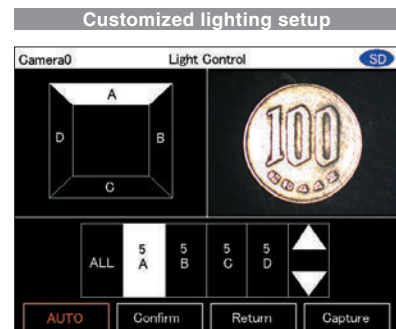 Customized lighting setup
Camera0 Light Control SD
A
D B
C
100
5 5 5 5
ALL A B C D
AUTO Confirm Return Capture